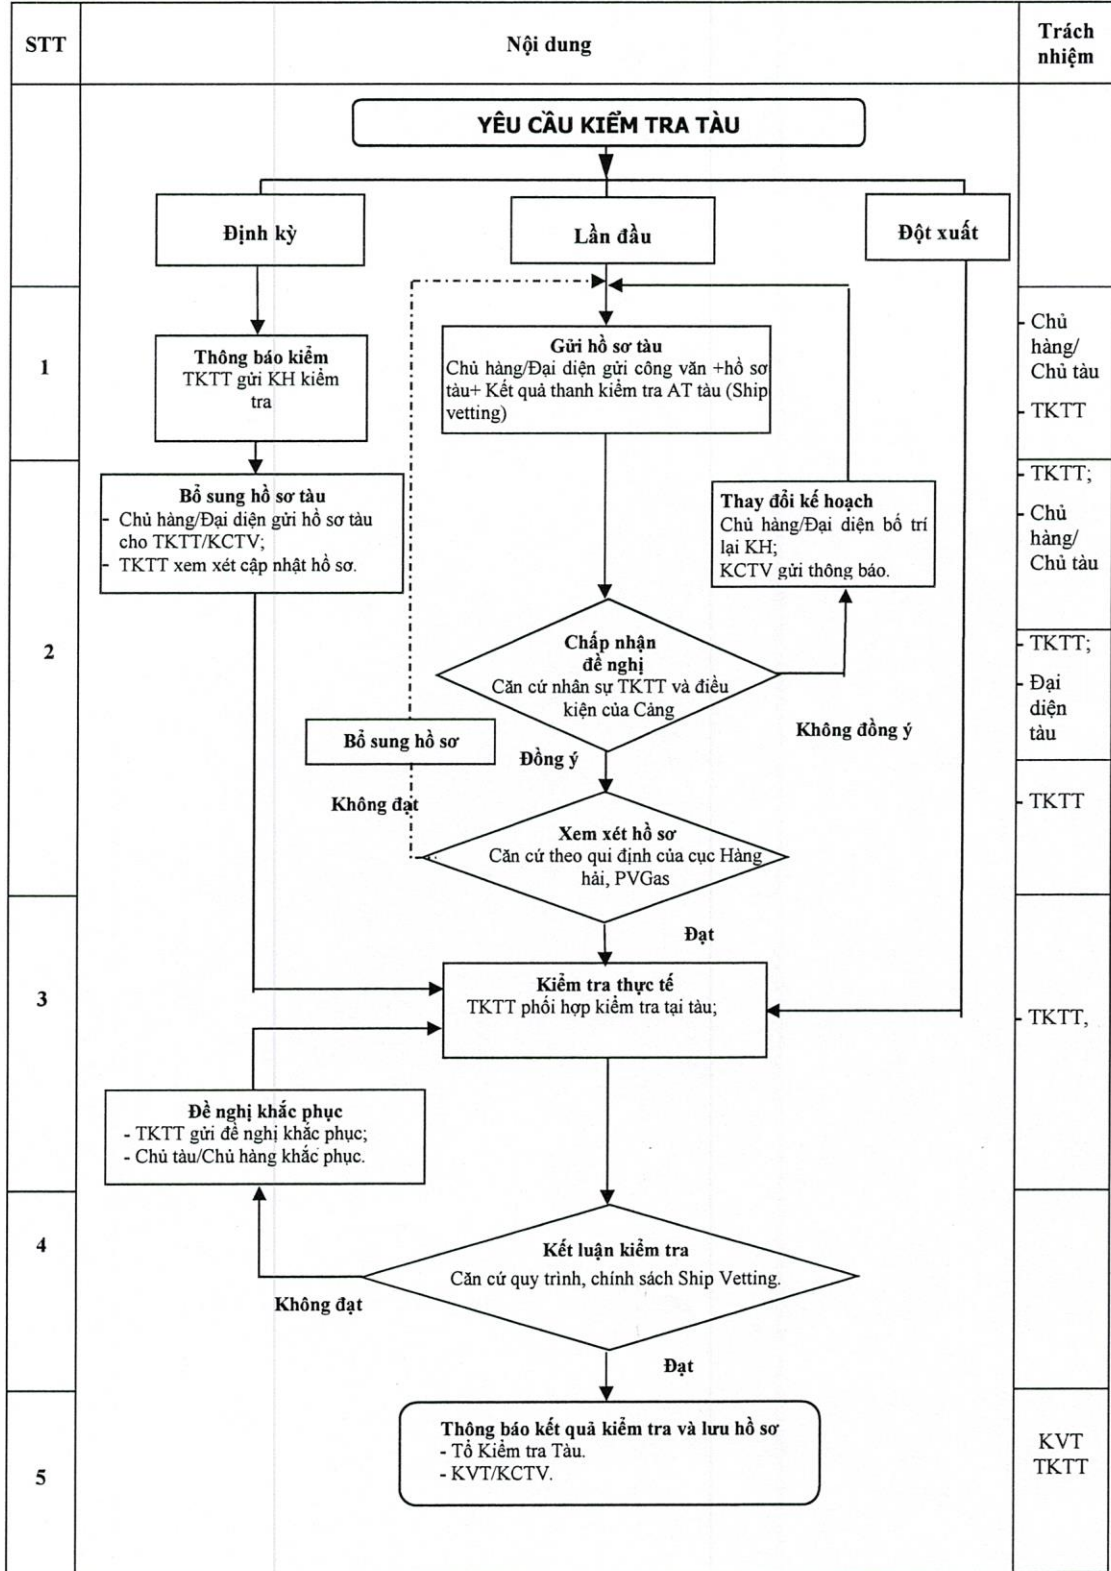 STT
Nội dung
Trách
nhiệm
YÊU CẦU KIỂM TRA TÀU
Định kỳ
Lần đầu
Đột xuất
1
Thông báo kiểm
TKTT gửi KH kiểm
tra
Gửi hồ sơ tàu
Chủ hàng/Đại diện gửi công văn +hồ sơ
tàu+ Kết quả thanh kiểm tra AT tàu (Ship
vetting)
- Chủ
hàng/
Chủ tàu
- TKTT
2
Bổ sung hồ sơ tàu
- Chủ hàng/Đại diện gửi hồ sơ tàu
cho TKTT/KCTV;
- TKTT xem xét cập nhật hồ sơ.
Thay đổi kế hoạch
Chủ hàng/Đại diện bố trí
lại KH;
KCTV gửi thông báo.
- TKTT;
- Chủ
hàng/
Chủ tàu
Chấp nhận
đề nghị
Căn cứ nhân sự TKTT và điều
kiện của Cảng
Không đồng ý
Đồng ý
- TKTT;
- Đại
diện
tàu
Bổ sung hồ sơ
Không đạt
Xem xét hồ sơ
Căn cứ theo qui định của cục Hàng
hải, PVGas
Đạt
- TKTT
3
Kiểm tra thực tế
TKTT phối hợp kiểm tra tại tàu;
- TKTT,
Đề nghị khắc phục
- TKTT gửi đề nghị khắc phục;
- Chủ tàu/Chủ hàng khắc phục.
4
Kết luận kiểm tra
Căn cứ quy trình, chính sách Ship Vetting.
Không đạt
Đạt
5
Thông báo kết quả kiểm tra và lưu hồ sơ
- Tổ Kiểm tra Tàu.
- KVT/KCTV.
KVT
TKTT